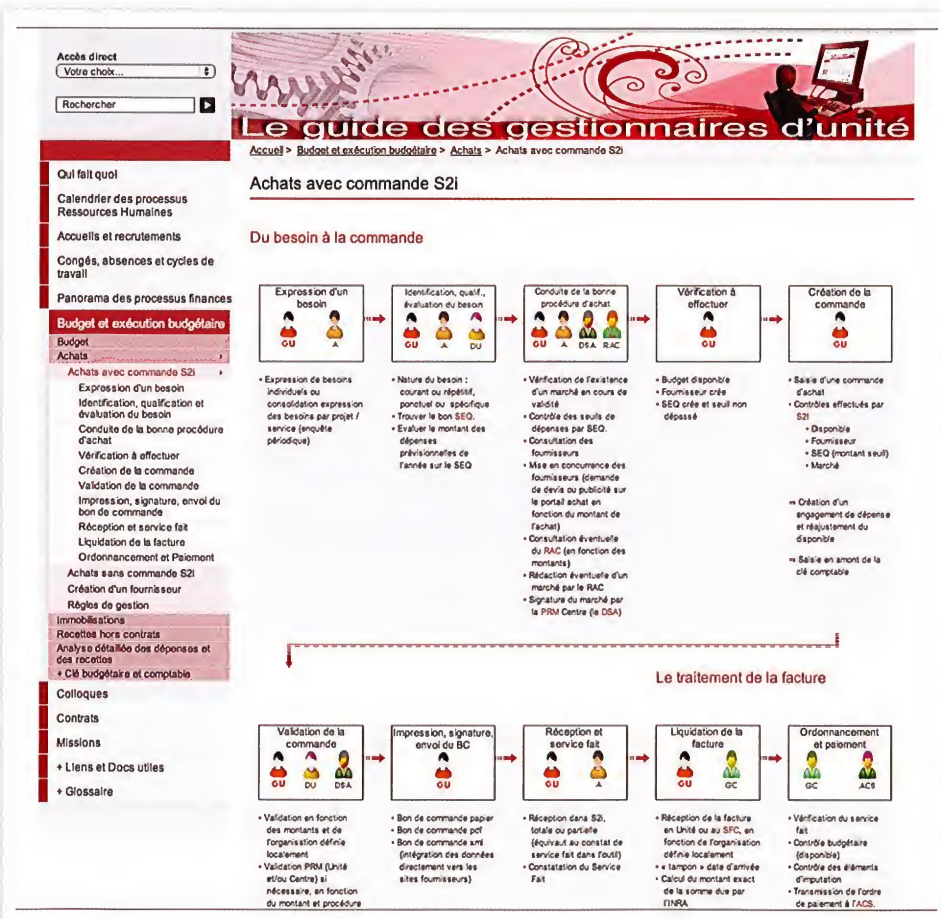 Accès direct
Votre choix...
Rechercher
Le guide des gestionnaires d'unité
Accueil > Budget et exécution budgétaire > Achats > Achats avec commande S2i
Qui fait quoi
Calendrier des processus
Ressources Humaines
Accueils et recrutements
Congés, absences et cycles de
travail
Panorama des processus finances
Budget et exécution budgétaire
Budget
Achats
Achats avec commande S2i
Expression d'un besoin
Identification, qualification et
évaluation du besoin
Conduite de la bonne procédure
d'achat
Vérification à effectuer
Création de la commande
Validation de la commande
Impression, signature, envoi du
bon de commande
Réception et service fait
Liquidation de la facture
Ordonnancement et Paiement
Achats sans commande S2i
Création d'un fournisseur
Règles de gestion
Immobilisations
Recettes hors contrats
Analyse détaillée des dépenses et
des recettes
+ Clé budgétaire et comptable
Colloques
Contrats
Missions
+ Liens et Docs utiles
+ Glossaire
Achats avec commande S2i
Du besoin à la commande
Expression d'un
besoin
GU A
• Expression de besoins
individuels ou
consolidation expression
des besoins par projet /
service (enquête
périodique)
Identification, qualif.,
évaluation du besoin
GU A DU
• Nature du besoin :
courant ou répétitif,
ponctuel ou spécifique
• Trouver le bon SEQ.
• Evaluer le montant des
dépenses
prévisionnelles de
l'année sur le SEQ
Conduite de la bonne
procédure d'achat
GU A DSA RAC
• Vérification de l'existence
d'un marché en cours de
validité
• Contrôle des seuils de
dépenses par SEQ.
• Consultation des
fournisseurs
• Mise en concurrence des
fournisseurs (demande
de devis ou publicité sur
le portail achat en
fonction du montant de
l'achat)
• Consultation éventuelle
du RAC (en fonction des
montants)
• Rédaction éventuelle d'un
marché par le RAC
• Signature du marché par
la PRM Centre (le DSA)
Vérification à
effectuer
GU
• Budget disponible
• Fournisseur crée
• SEQ crée et seuil non
dépassé
Création de la
commande
GU
• Saisie d'une commande
d'achat
• Contrôles effectués par
S2I
• Disponible
• Fournisseur
• SEQ (montant seuil)
• Marché
⇒ Création d'un
engagement de dépense
et réajustement du
disponible
⇒ Saisie en amont de la
clé comptable
Le traitement de la facture
Validation de la
commande
GU DU DSA
• Validation en fonction
des montants et de
l'organisation définie
localement
• Validation PRM (Unité
et/ou Centre) si
nécessaire, en fonction
du montant et procédure
Impression, signature,
envoi du BC
GU
• Bon de commande papier
• Bon de commande pdf
• Bon de commande xml
(intégration des données
directement vers les
sites fournisseurs)
Réception et
service fait
GU A
• Réception dans S2i,
totale ou partielle
(équivaut au constat de
service fait dans l'outil)
• Constatation du Service
Fait
Liquidation de la
facture
GU GC
• Réception de la facture
en Unité ou au SFC, en
fonction de l'organisation
définie localement
• « tampon » date d'arrivée
• Calcul du montant exact
de la somme due par
l'INRA
Ordonnancement
et paiement
GC ACS
• Vérification du service
fait
• Contrôle budgétaire
(disponible)
• Contrôle des éléments
d'imputation
• Transmission de l'ordre
de paiement à l'ACS.